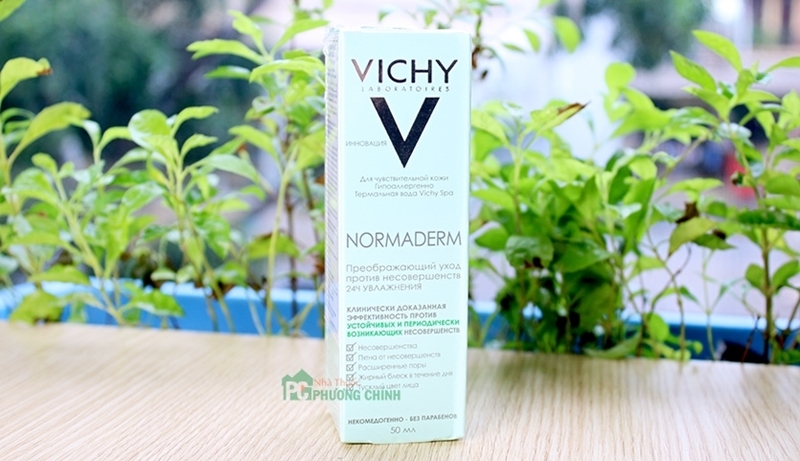 VICHY
LABORATOIRES
V
ИННОВАЦИЯ
Для чувствительной кожи
Гипоаллергенно
Термальная вода Vichy Spa
NORMADERM
Преображающий уход
против несовершенств
24Ч УВЛАЖНЕНИЯ
КЛИНИЧЕСКИ ДОКАЗАННАЯ
ЭФФЕКТИВНОСТЬ ПРОТИВ
УСТОЙЧИВЫХ И ПЕРИОДИЧЕСКИ
ВОЗНИКАЮЩИХ НЕСОВЕРШЕНСТВ
Несовершенства
Пятна от несовершенств
Расширенные поры
Жирный блеск в течение дня
Тусклый цвет лица
PC Nhà Thuốc
PHƯƠNG CHINH
НЕКОМЕДОГЕННО - БЕЗ ПАРАБЕНОВ
50 МЛ